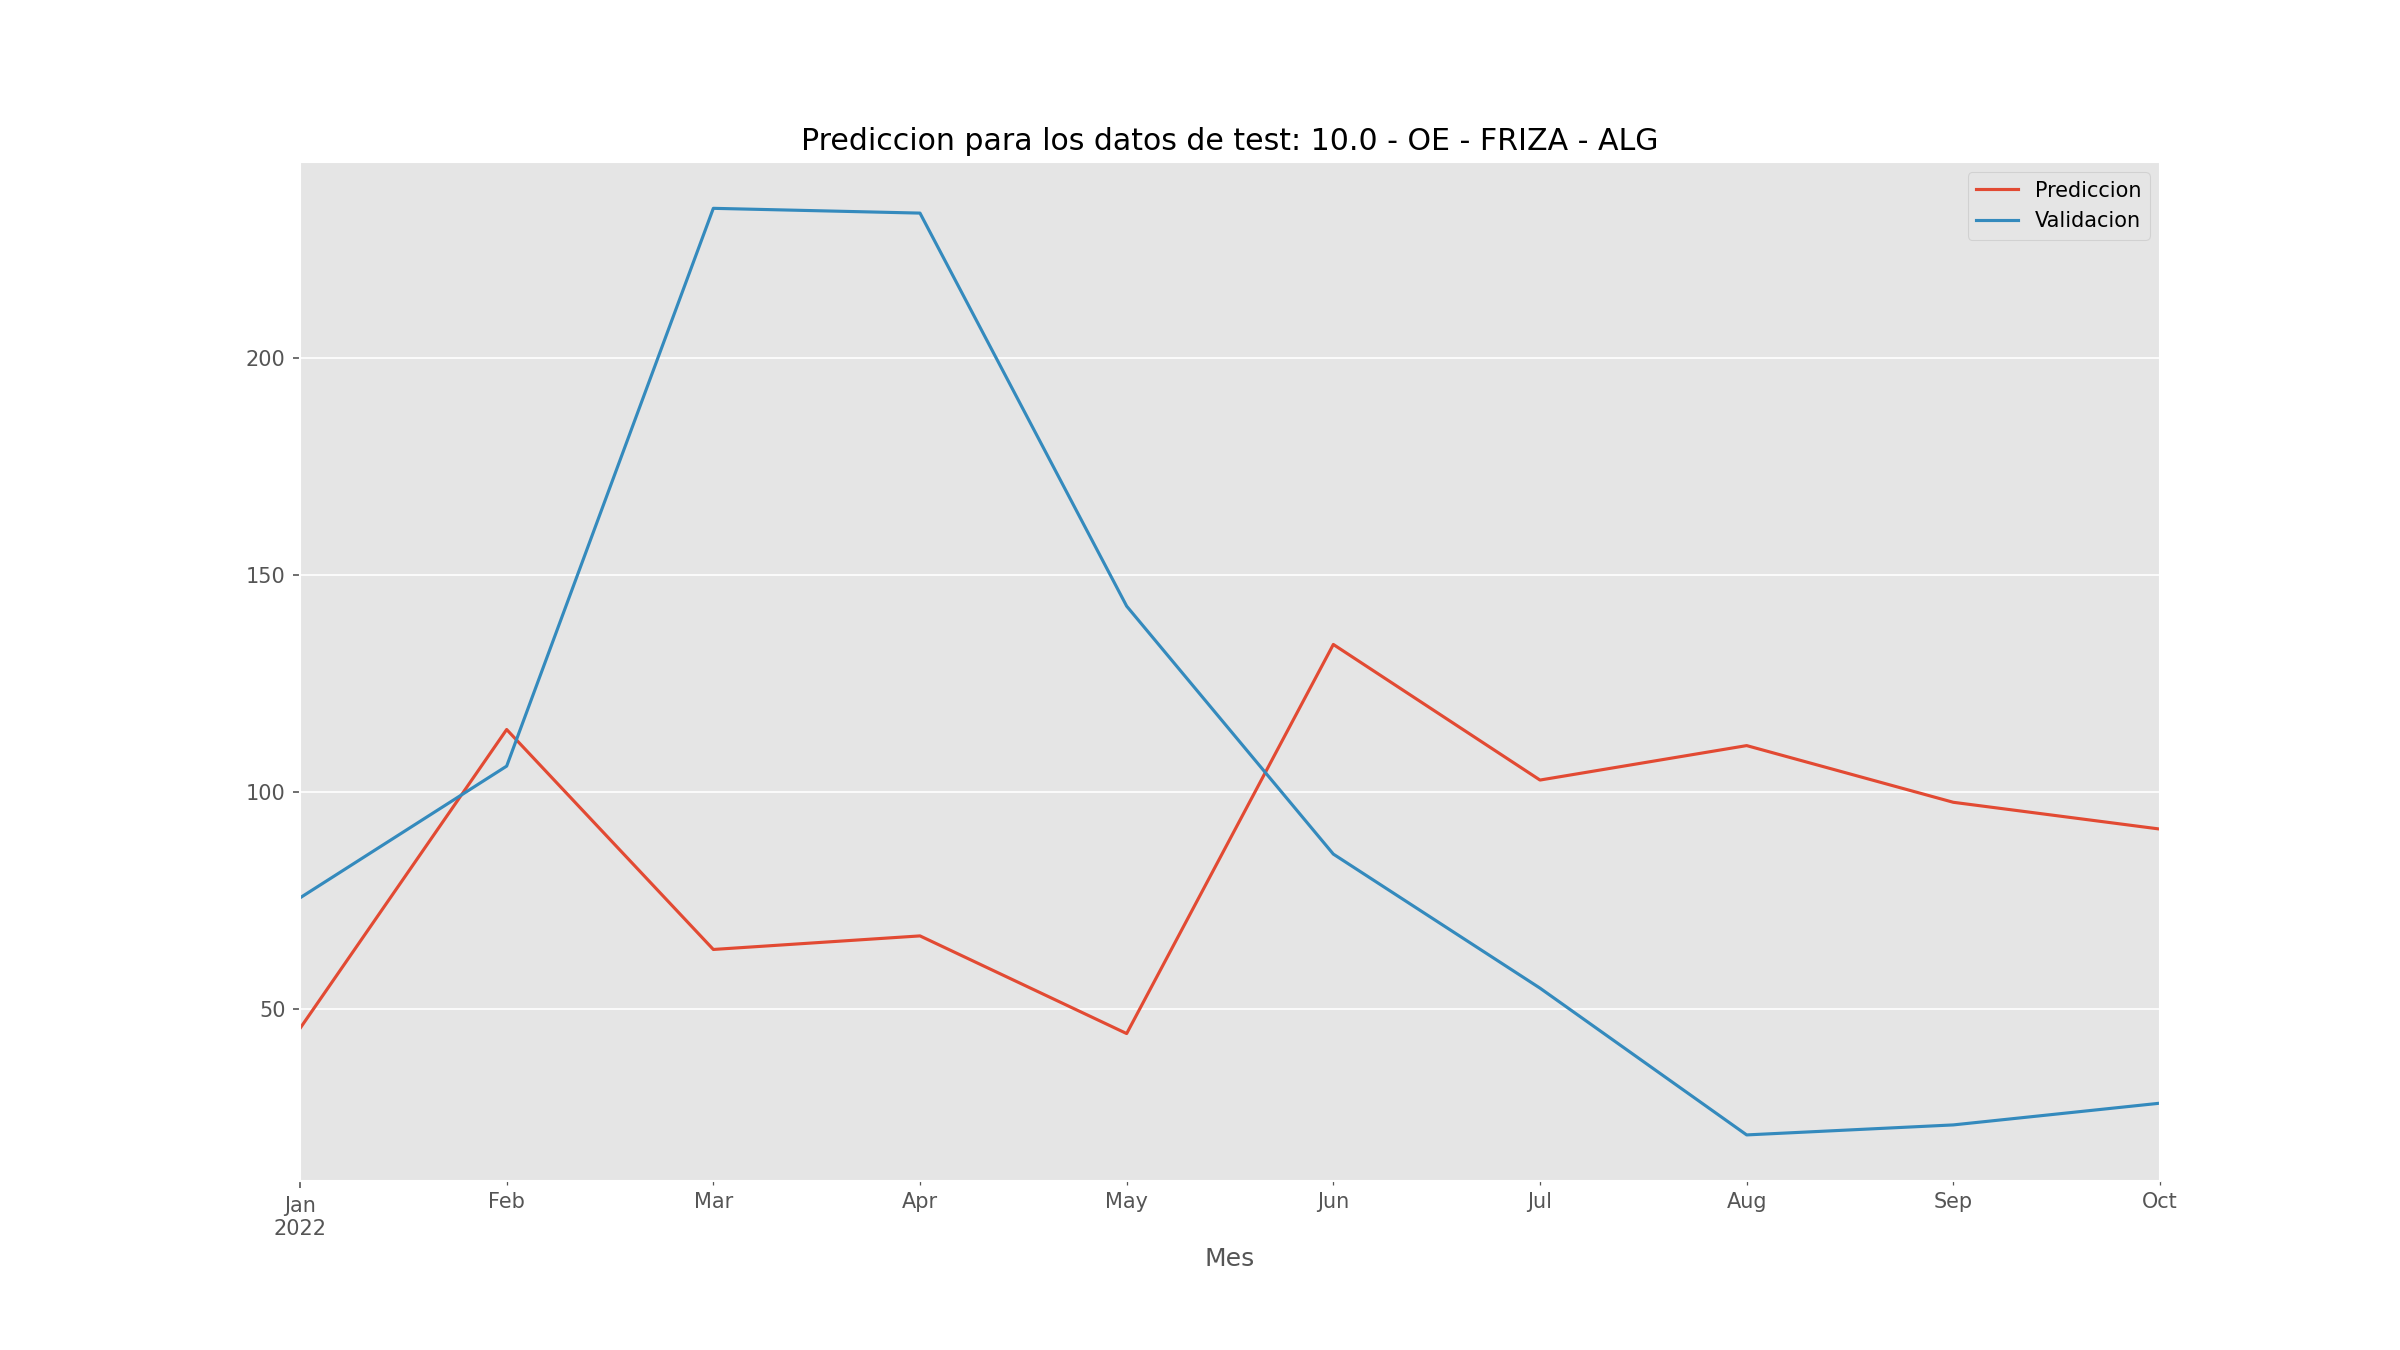 Prediccion para los datos de test: 10.0 - OE - FRIZA - ALG
Prediccion
Validacion
200
150
100
50
Jan Feb Mar Apr May Jun Jul Aug Sep Oct
2022
Mes